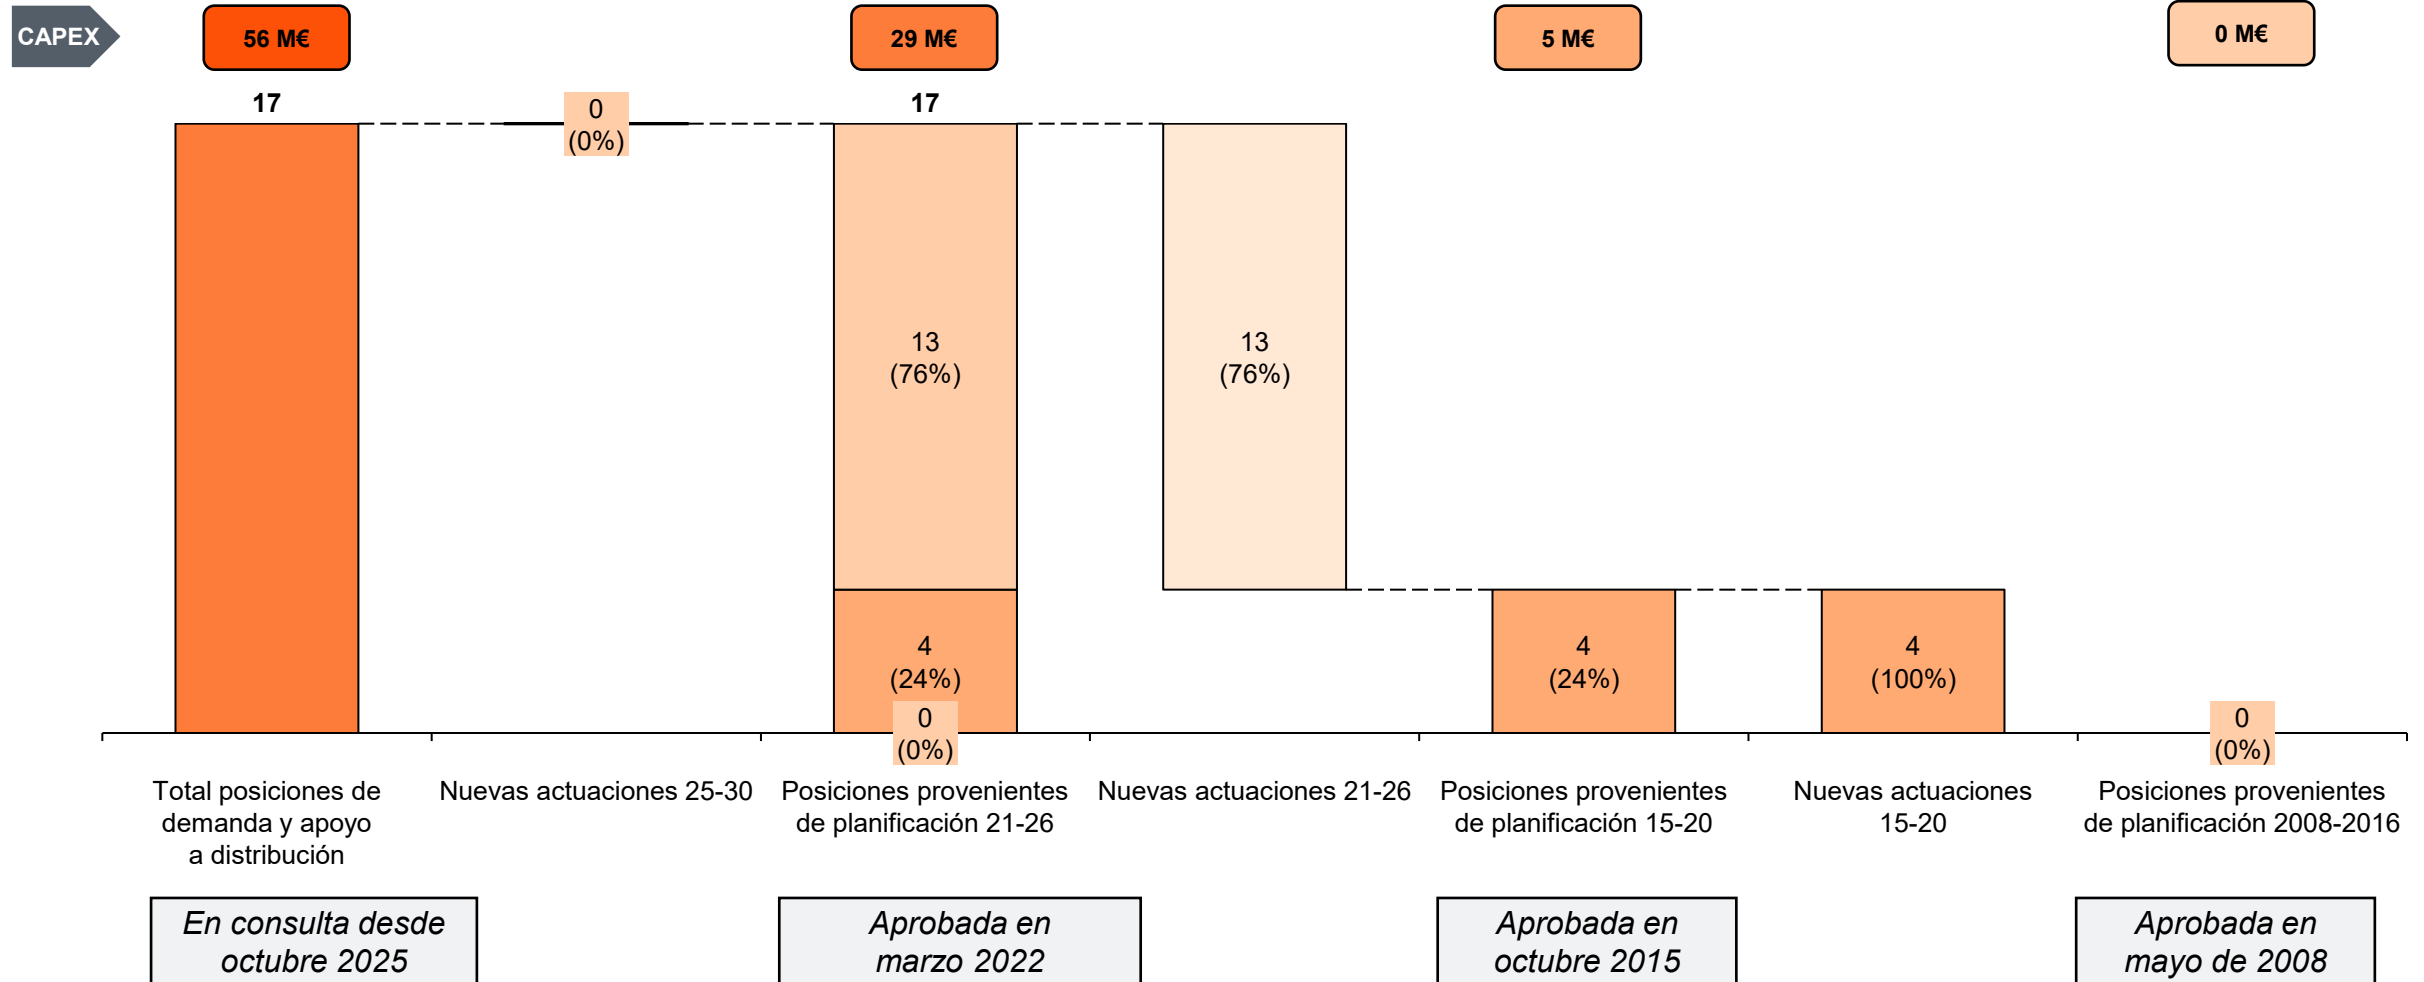 CAPEX
56 M€
29 M€
5 M€
0 M€
17
0
(0%)
17
13
(76%)
13
(76%)
4
(24%)
0
(0%)
4
(24%)
4
(100%)
0
(0%)
Total posiciones de
demanda y apoyo
a distribución
Nuevas actuaciones 25-30
Posiciones provenientes
de planificación 21-26
Nuevas actuaciones 21-26
Posiciones provenientes
de planificación 15-20
Nuevas actuaciones
15-20
Posiciones provenientes
de planificación 2008-2016
En consulta desde
octubre 2025
Aprobada en
marzo 2022
Aprobada en
octubre 2015
Aprobada en
mayo de 2008